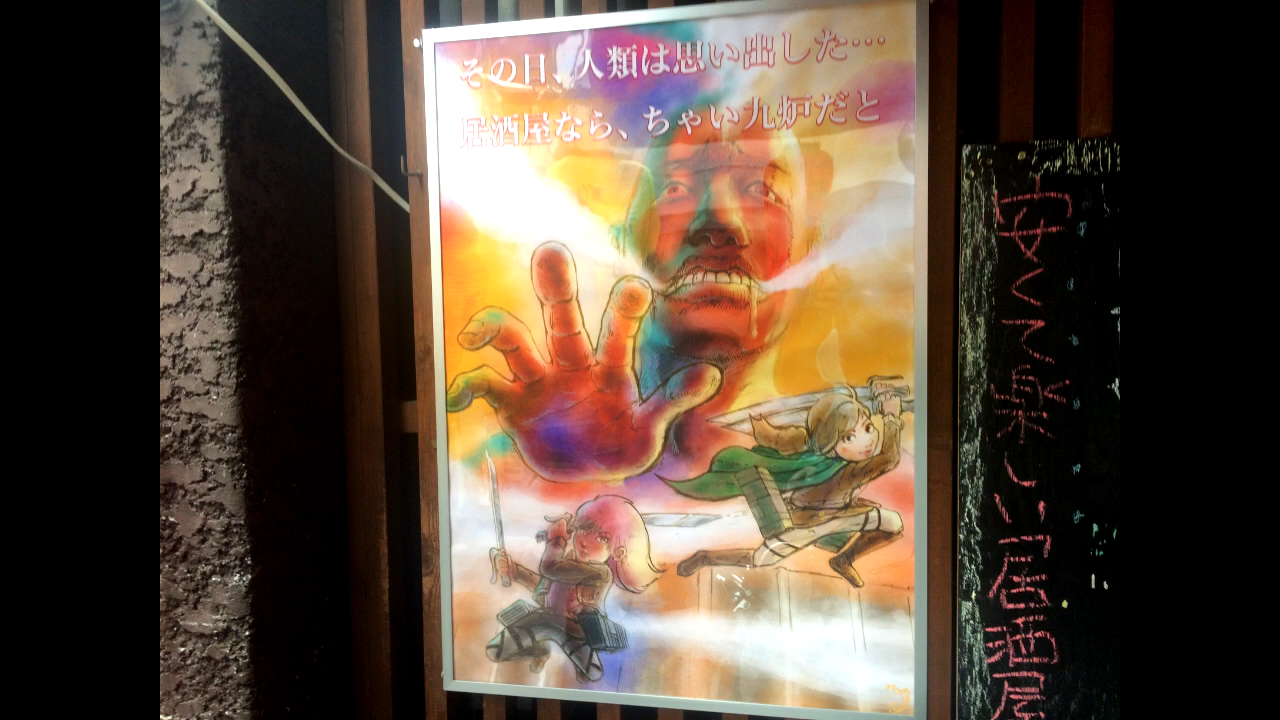 その日、人類は思い出した…
居酒屋なら、ちゃい九炉だと
安くて楽しい居酒屋